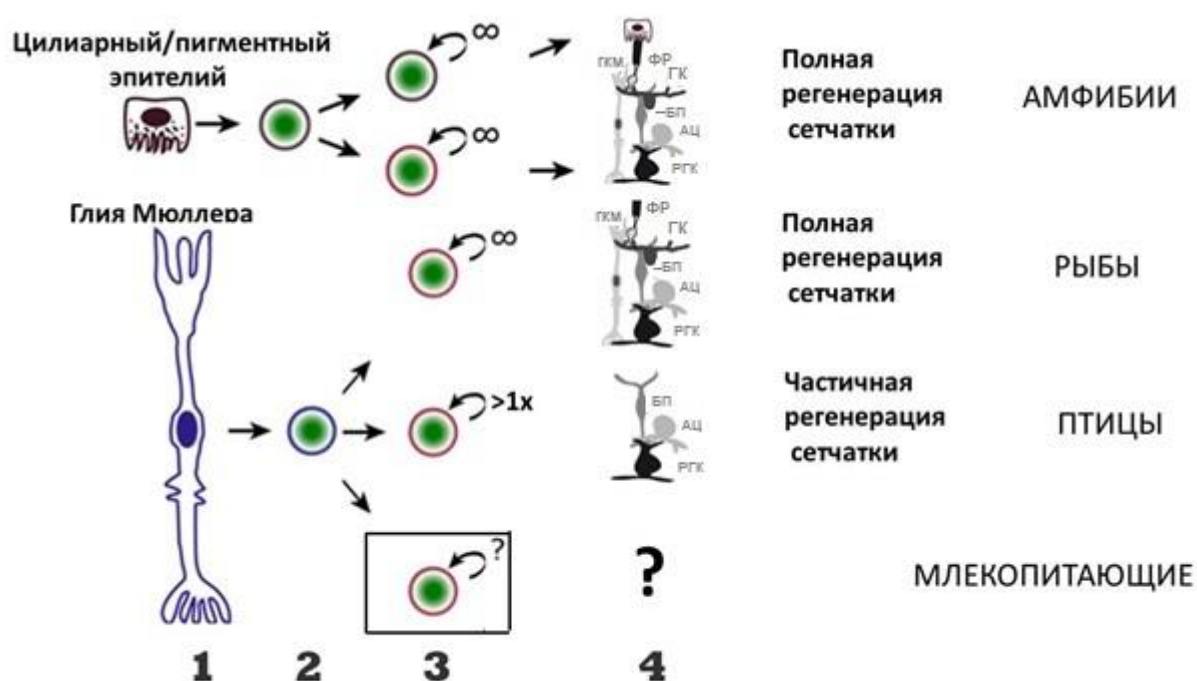 Цилиарный/пигментный
эпителий
∞
∞
ГКМ
ФР
ГК
БП
АЦ
РГК
Полная
регенерация
сетчатки
АМФИБИИ
Глия Мюллера
∞
ГКМ
ФР
ГК
БП
АЦ
РГК
Полная
регенерация
сетчатки
РЫБЫ
>1x
БП
АЦ
РГК
Частичная
регенерация
сетчатки
ПТИЦЫ
?
?
МЛЕКОПИТАЮЩИЕ
1 2 3 4